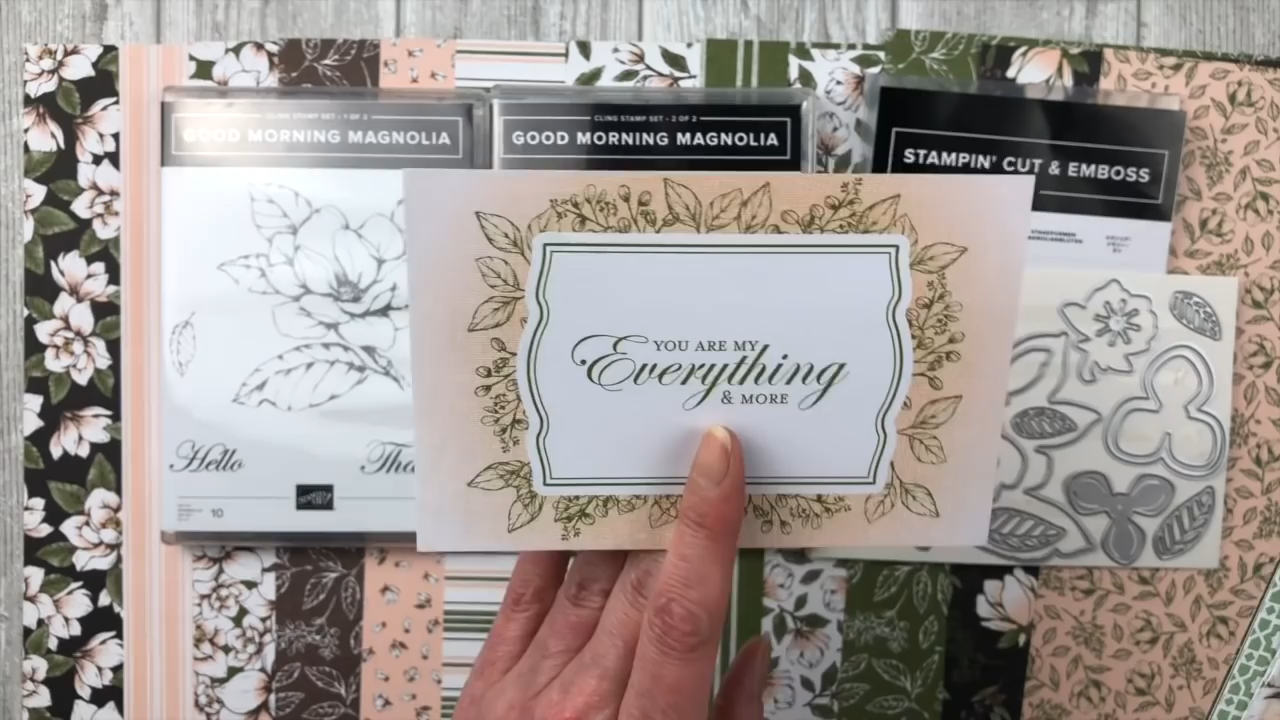 CLING STAMP SET • 1 OF 2
GOOD MORNING MAGNOLIA
CLING STAMP SET • 2 OF 2
GOOD MORNING MAGNOLIA
STAMPIN' CUT & EMBOSS
YOU ARE MY
Everything
& MORE
Hello
Tha
10